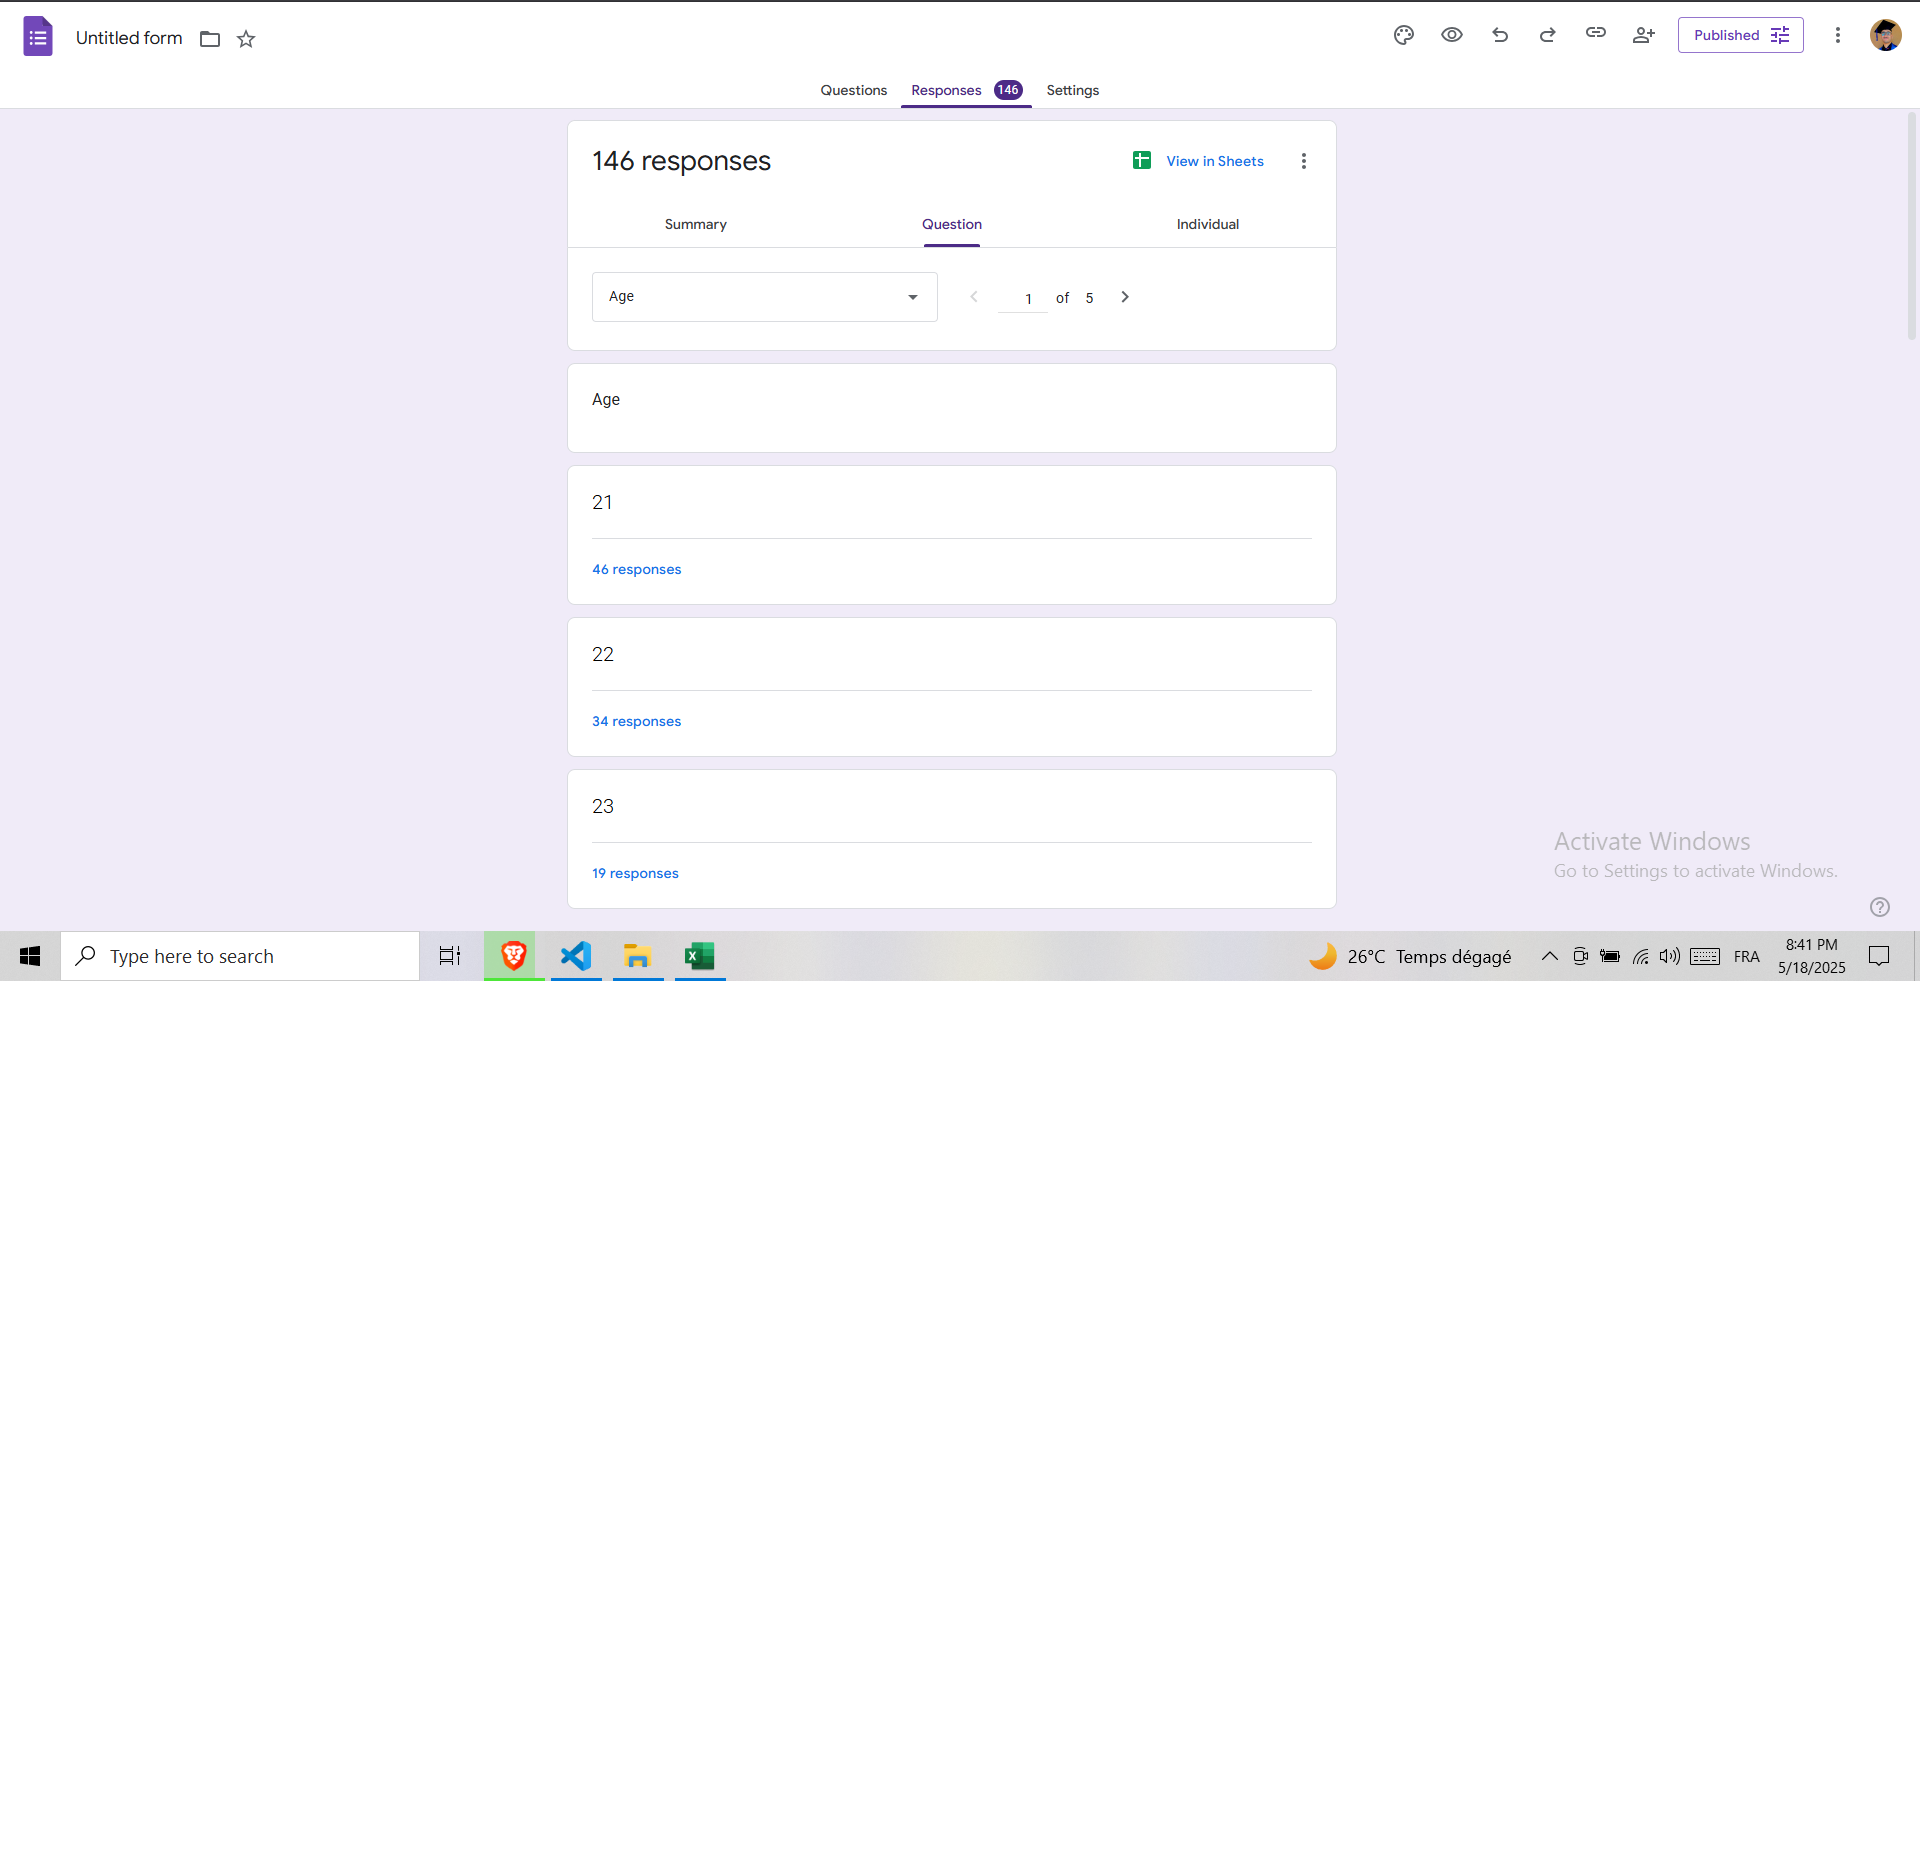 Untitled form
Published
Questions
Responses 146
Settings
146 responses
View in Sheets
Summary
Question
Individual
Age
1 of 5
Age
21
46 responses
22
34 responses
23
19 responses
Activate Windows
Go to Settings to activate Windows.
Type here to search
26°C Temps dégagé
FRA
8:41 PM
5/18/2025